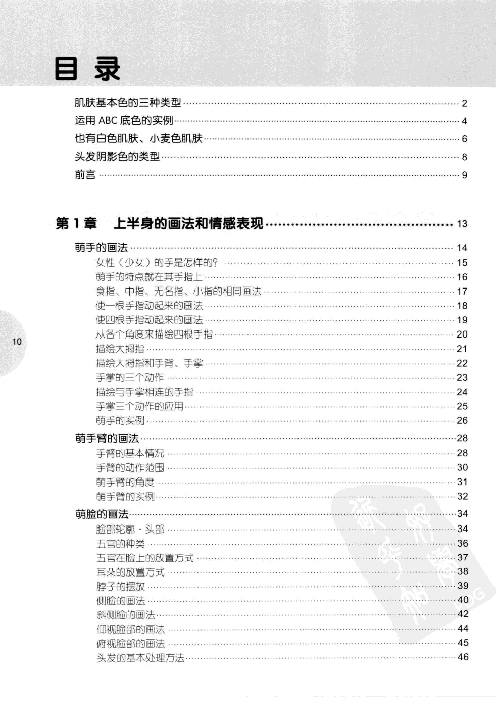 目 录
肌肤基本色的三种类型 2
运用 ABC 底色的实例 4
也有白色肌肤、小麦色肌肤 6
头发阴影色的类型 8
前言 9
第 1 章 上半身的画法和情感表现 13
萌手的画法 14
女性（少女）的手是怎样的？ 15
萌手的特点就在其手指上 16
食指、中指、无名指、小指的相同画法 17
使一根手指动起来的画法 18
使四根手指动起来的画法 19
从各个角度来描绘四根手指 20
描绘大拇指 21
描绘大拇指和手臂、手掌 22
手掌的三个动作 23
描绘与手掌相连的手指 24
手掌三个动作的应用 25
萌手的实例 26
萌手臂的画法 28
手臂的基本情况 28
手臂的动作范围 30
萌手臂的角度 31
萌手臂的实例 32
萌脸的画法 34
脸部轮廓·头部 34
五官的种类 36
五官在脸上的放置方式 37
耳朵的放置方式 38
脖子的摆放 39
侧脸的画法 40
斜侧脸的画法 42
仰视脸部的画法 44
俯视脸部的画法 45
头发的基本处理方法 46
10